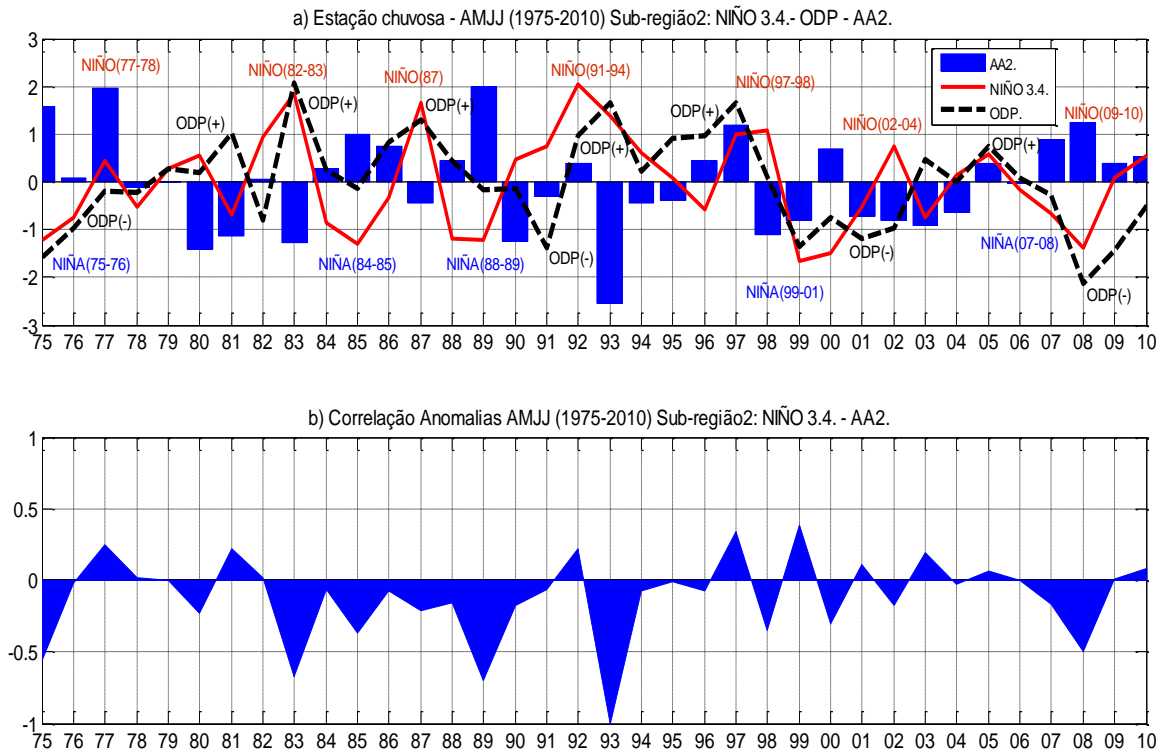 a) Estação chuvosa - AMJJ (1975-2010) Sub-região2: NIÑO 3.4.- ODP - AA2.
3
2
1
0
-1
-2
-3
NIÑO(77-78)
NIÑO(82-83)
NIÑO(87)
NIÑO(91-94)
NIÑO(97-98)
NIÑO(02-04)
NIÑO(09-10)
AA2.
NIÑO 3.4.
ODP.
ODP(+)
ODP(+)
ODP(+)
ODP(+)
ODP(+)
ODP(+)
ODP(-)
ODP(-)
ODP(-)
ODP(-)
NIÑA(75-76)
NIÑA(84-85)
NIÑA(88-89)
NIÑA(99-01)
NIÑA(07-08)
75 76 77 78 79 80 81 82 83 84 85 86 87 88 89 90 91 92 93 94 95 96 97 98 99 00 01 02 03 04 05 06 07 08 09 10
b) Correlação Anomalias AMJJ (1975-2010) Sub-região2: NIÑO 3.4. - AA2.
1
0.5
0
-0.5
-1
75 76 77 78 79 80 81 82 83 84 85 86 87 88 89 90 91 92 93 94 95 96 97 98 99 00 01 02 03 04 05 06 07 08 09 10